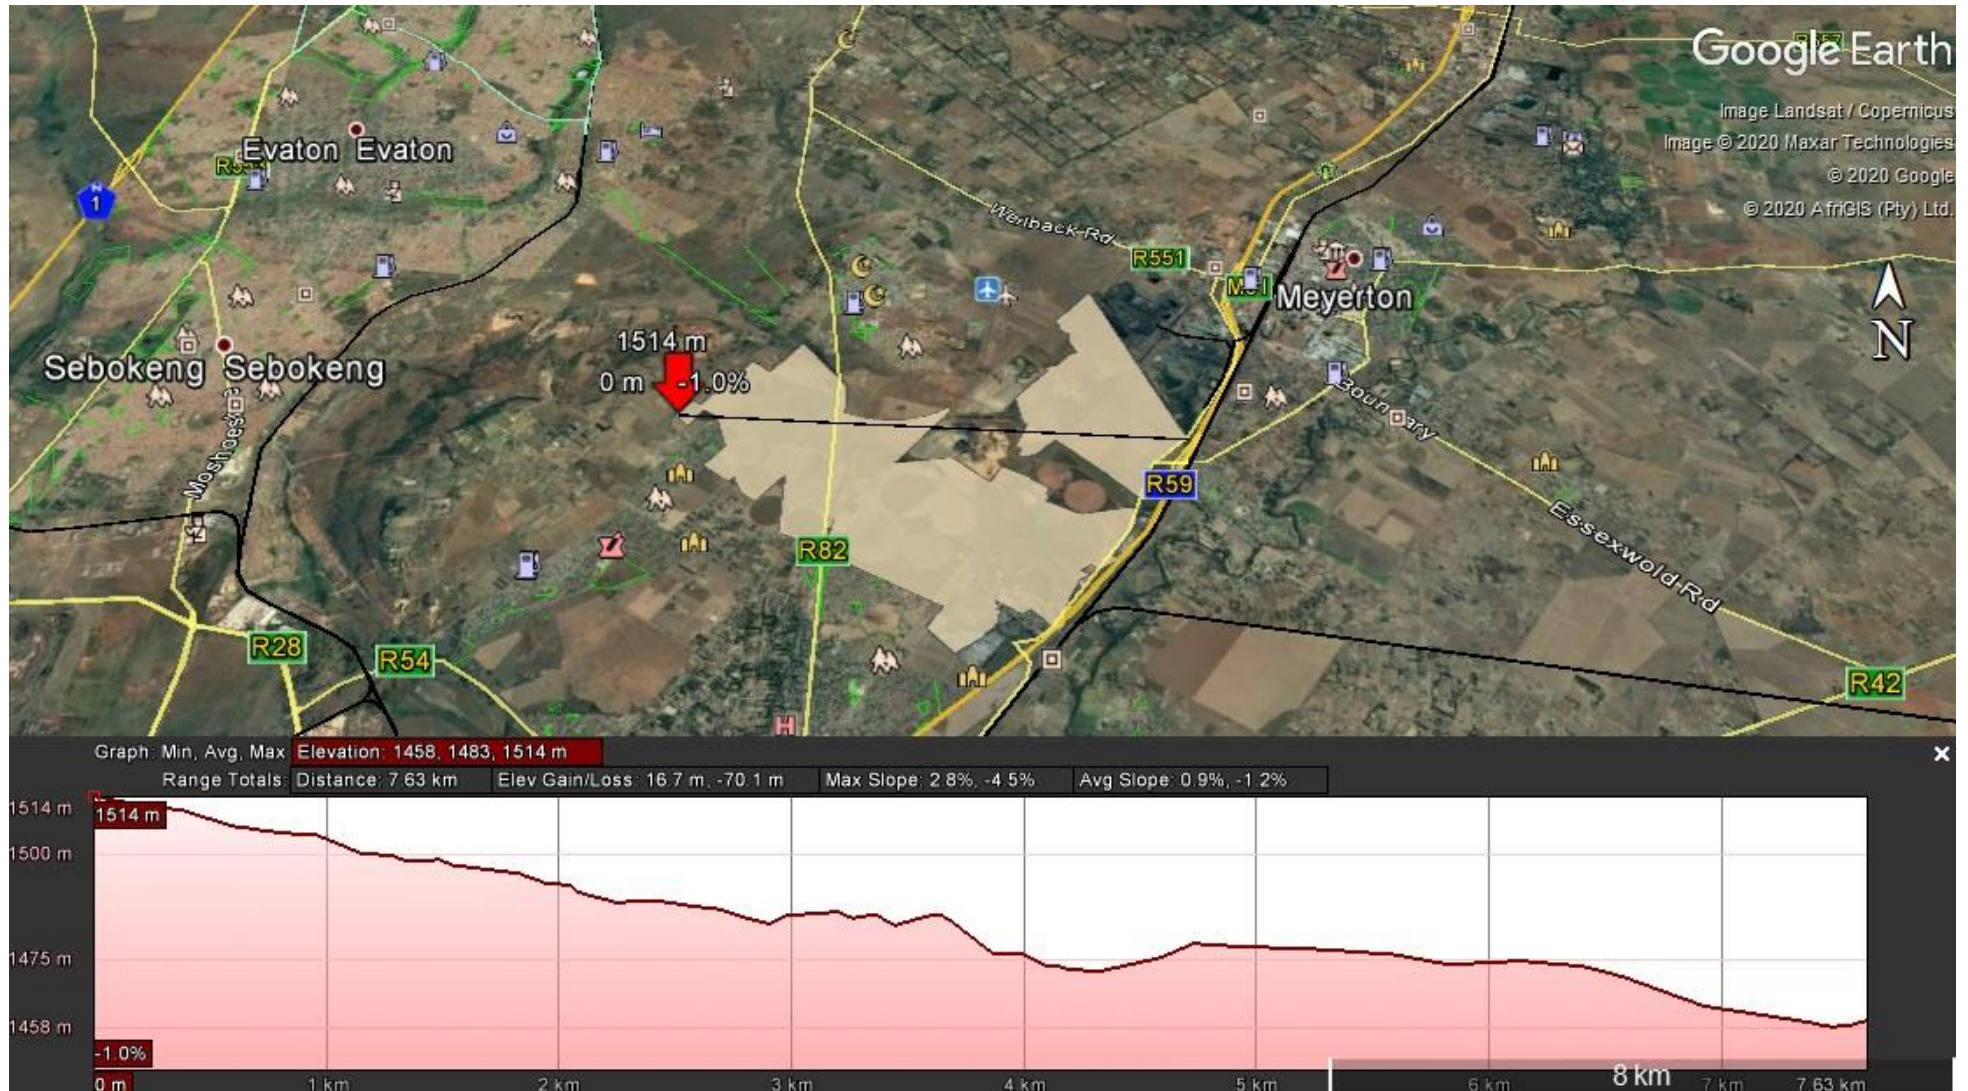 R557
Google Earth
Image Landsat / Copernicus
Image © 2020 Maxar Technologies
© 2020 Google
© 2020 AfriGIS (Pty) Ltd.
Evaton Evaton
N
1
Welback Rd
R551
Meyerton
N
1514 m
0 m -1.0%
Sebokeng Sebokeng
Boundary
R59
Essexwold Rd
R82
R28
R54
R42
H
Graph: Min, Avg, Max Elevation: 1458, 1483, 1514 m
Range Totals: Distance: 7.63 km Elev Gain/Loss: 16.7 m, -70.1 m Max Slope: 2.8%, -4.5% Avg Slope: 0.9%, -1.2%
1514 m
1514 m
1500 m
1475 m
1458 m
-1.0%
8 km
0 m 1 km 2 km 3 km 4 km 5 km 6 km 7 km 7.63 km